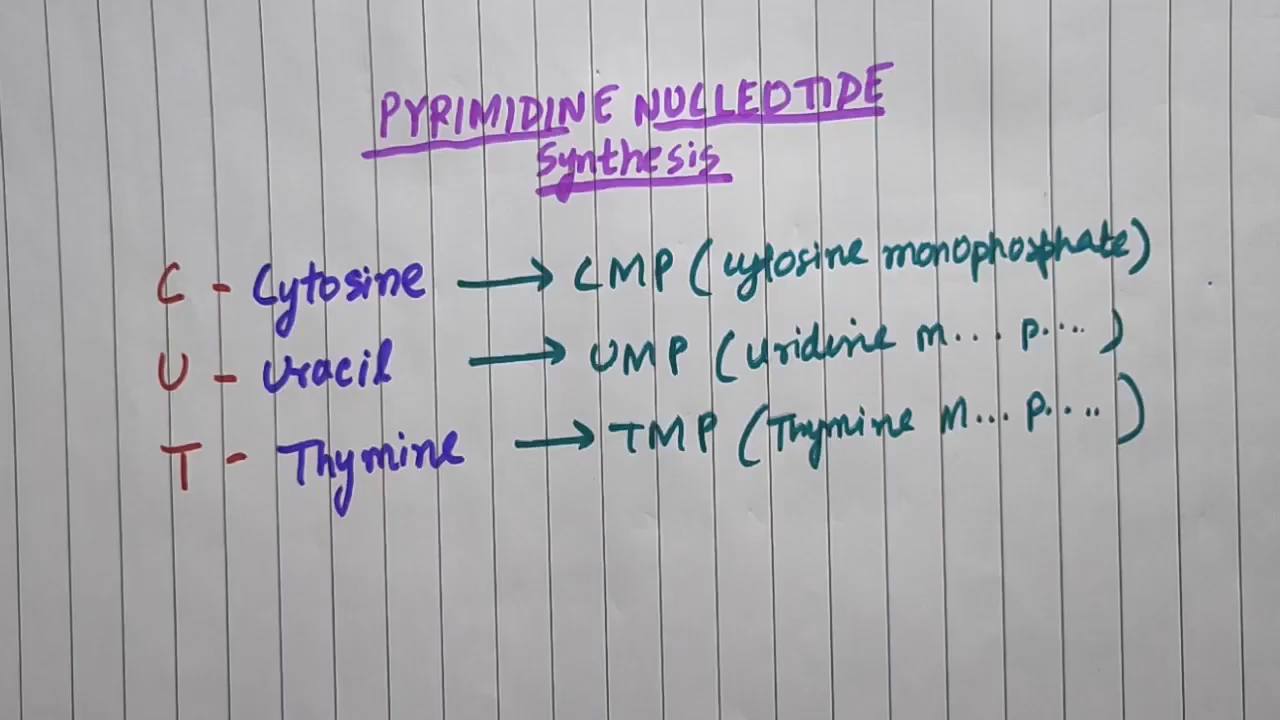 PYRIMIDINE NUCLEOTIDE
Synthesis
C - Cytosine → CMP (cytosine monophosphate)
U - Uracil → UMP (Uridine m... p....)
T - Thymine → TMP (Thymine M... p....)